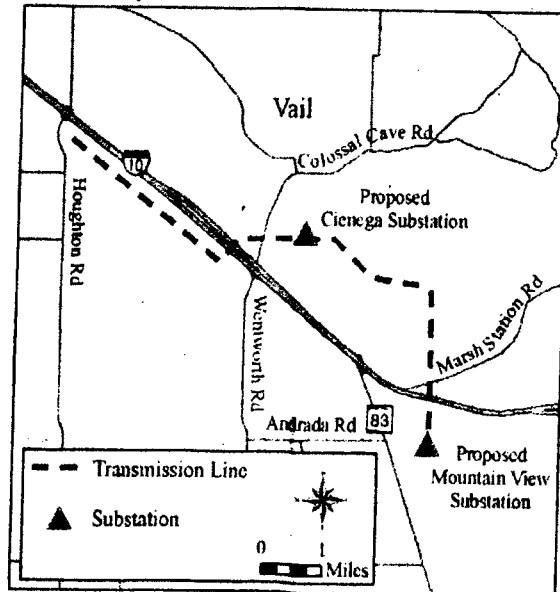 Vail
10
Colossal Cave Rd
Proposed
Cienega Substation
Houghton Rd
Wentworth Rd
Marsh Station Rd
Andrada Rd
83
Proposed
Mountain View
Substation
Transmission Line
Substation
0 1
Miles